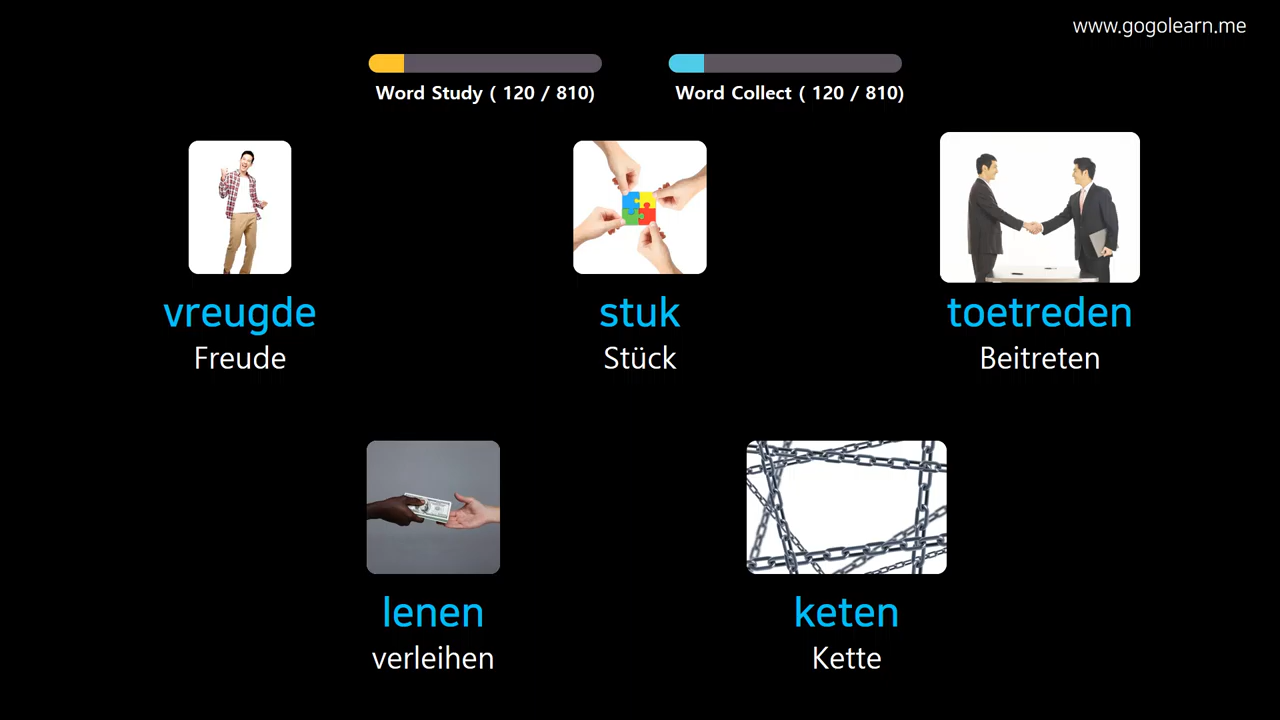 www.gogolearn.me
Word Study ( 120 / 810)
Word Collect ( 120 / 810)
vreugde
Freude
stuk
Stück
toetreden
Beitreten
lenen
verleihen
keten
Kette